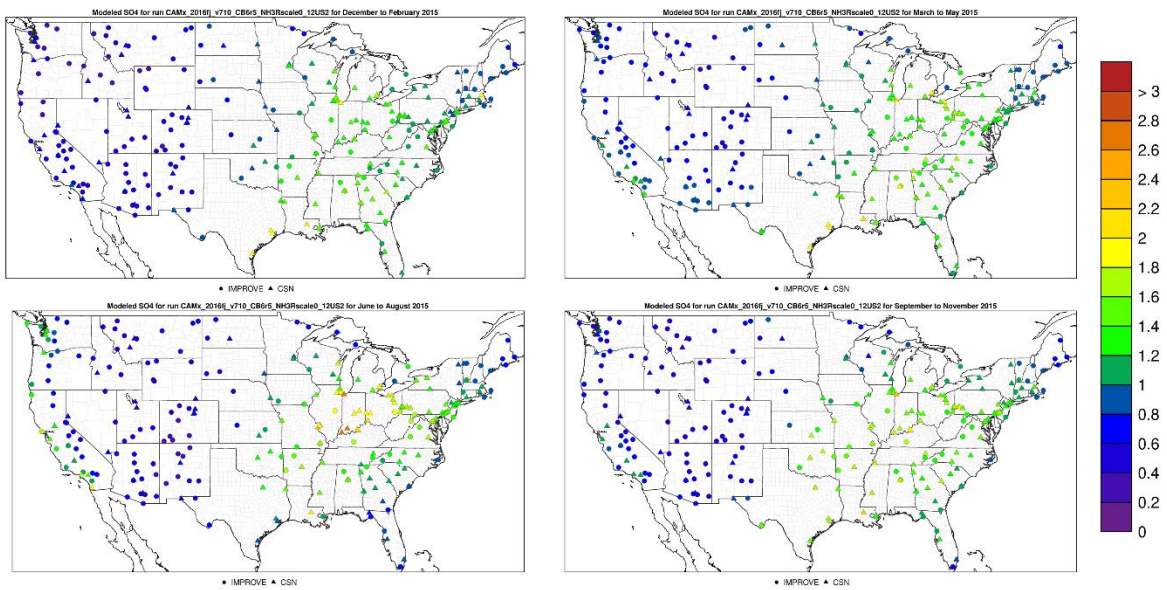 Modeled SO4 for run CAMx_2016fj_v710_CB6r5_NH3Rscale0_12US2 for December to February 2015
● IMPROVE ▲ CSN
Modeled SO4 for run CAMx_2016fj_v710_CB6r5_NH3Rscale0_12US2 for March to May 2015
● IMPROVE ▲ CSN
Modeled SO4 for run CAMx_2016fj_v710_CB6r5_NH3Rscale0_12US2 for June to August 2015
● IMPROVE ▲ CSN
Modeled SO4 for run CAMx_2016fj_v710_CB6r5_NH3Rscale0_12US2 for September to November 2015
● IMPROVE ▲ CSN
> 3
2.8
2.6
2.4
2.2
2
1.8
1.6
1.4
1.2
1
0.8
0.6
0.4
0.2
0